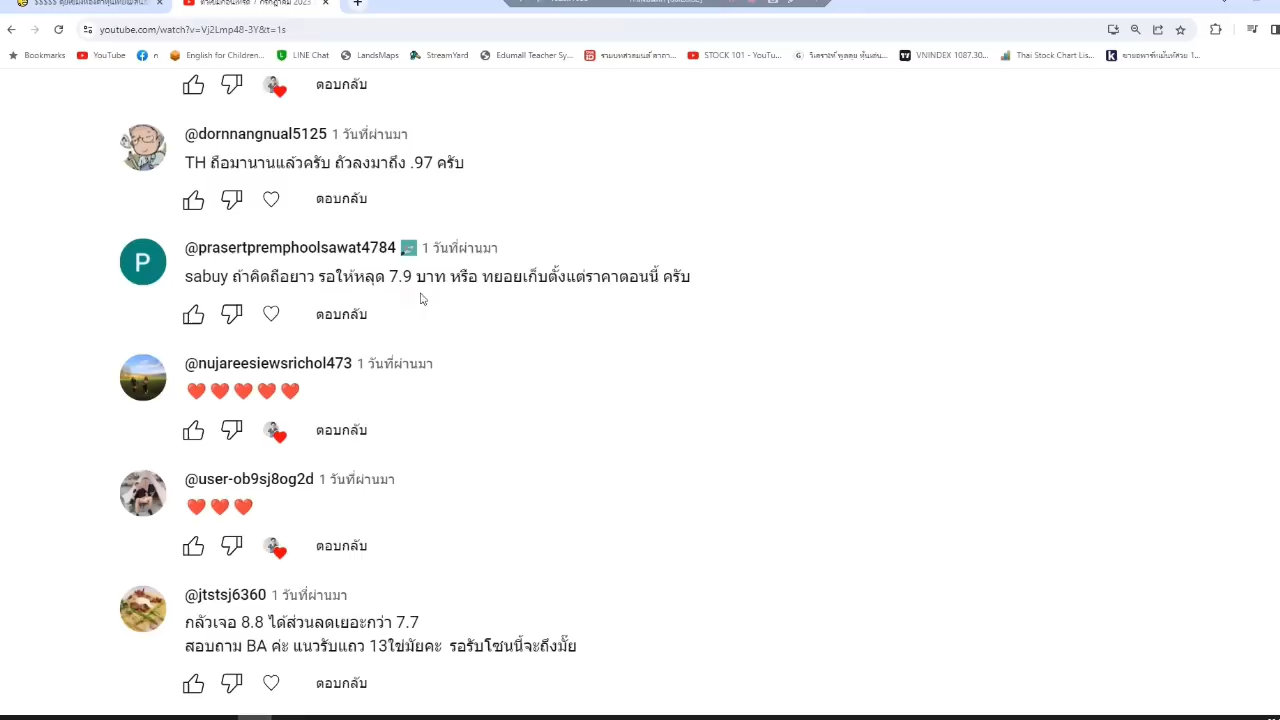 youtube.com/watch?v=Vj2Lmp48-3Y&t=1s
Bookmarks YouTube n English for Children... LINE Chat LandsMaps StreamYard Edumall Teacher Sy... STOCK 101 - YouTu... VNINDEX 1087.30... Thai Stock Chart Lis...
ตอบกลับ
@dornnangnual5125 1 วันที่ผ่านมา
TH ถือมานานแล้วครับ ถัวลงมาถึง .97 ครับ
ตอบกลับ
P
@prasertpremphoolsawat4784 1 วันที่ผ่านมา
sabuy ถ้าคิดถือยาว รอให้หลุด 7.9 บาท หรือ ทยอยเก็บตั้งแต่ราคาตอนนี้ ครับ
ตอบกลับ
@nujareesiewsrichol473 1 วันที่ผ่านมา
ตอบกลับ
@user-ob9sj8og2d 1 วันที่ผ่านมา
ตอบกลับ
@jtstsj6360 1 วันที่ผ่านมา
กลัวเจอ 8.8 ได้ส่วนลดเยอะกว่า 7.7
สอบถาม BA ค่ะ แนวรับแถว 13ใข่มัยคะ รอรับโซนนี้จะถึงมั๊ย
ตอบกลับ